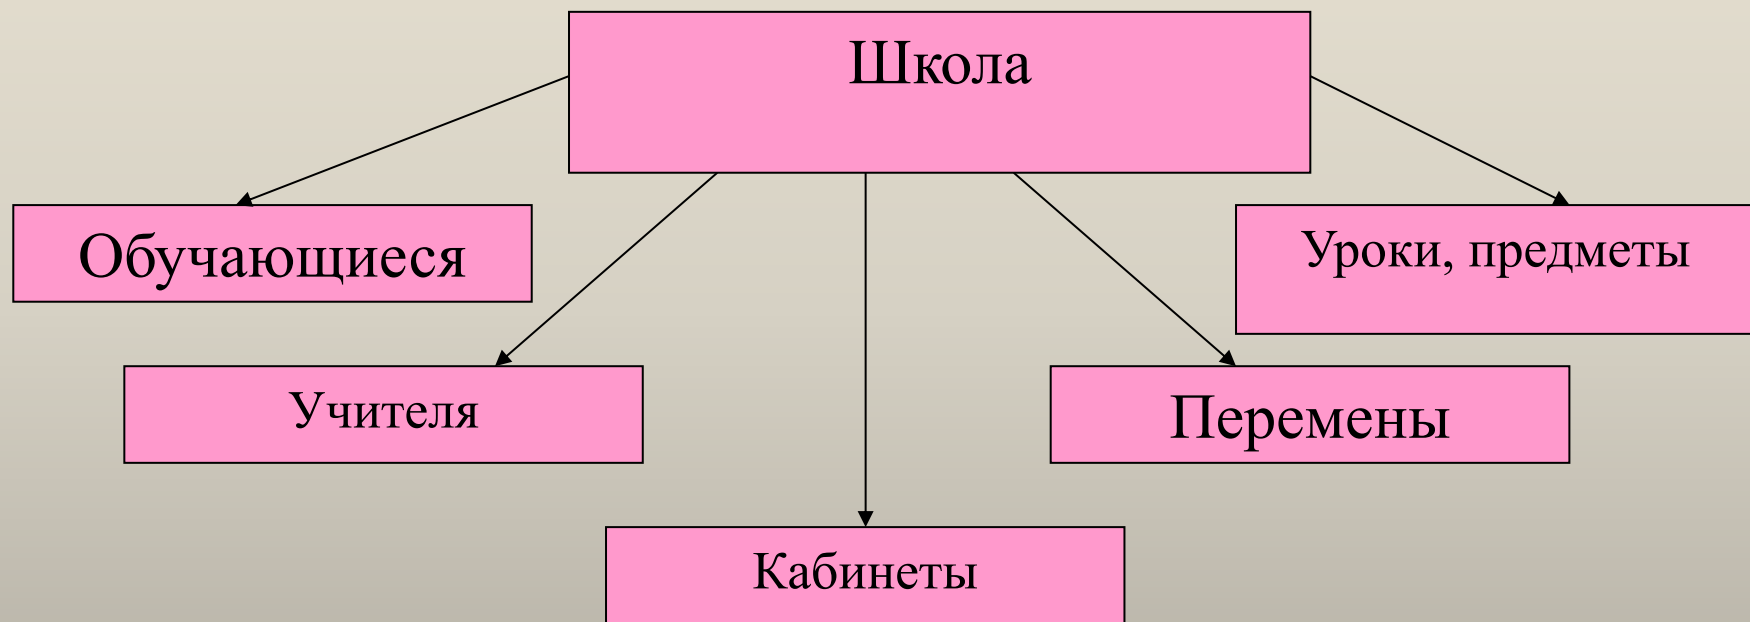 Школа
Обучающиеся
Уроки, предметы
Учителя
Перемены
Кабинеты